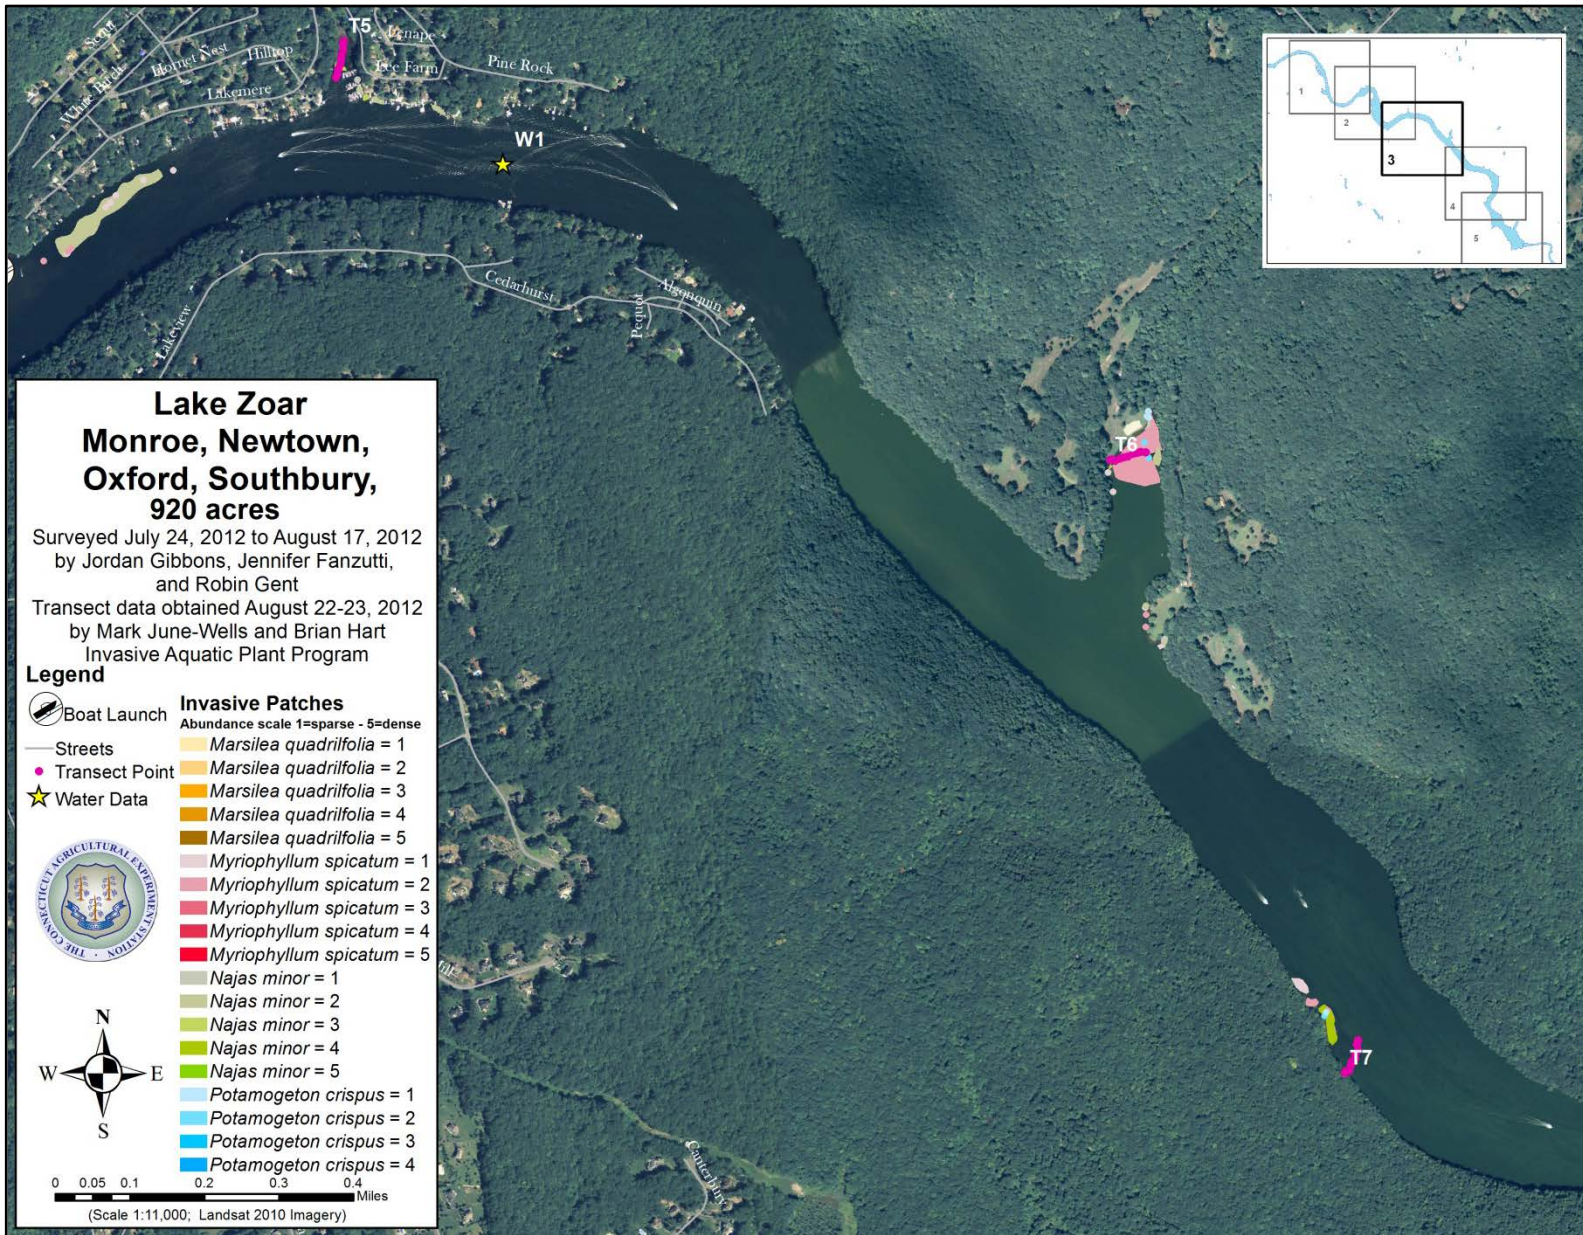 T5
Scout
Hornet Nest
Hilltop
White Birch
Lakemere
Lenape
Lee Farm
Pine Rock
W1
1
2
3
4
5
Lakeview
Cedarhurst
Pequot
Algonquin
T6
T7
Canterbury
Lake Zoar
Monroe, Newtown,
Oxford, Southbury,
920 acres
Surveyed July 24, 2012 to August 17, 2012
by Jordan Gibbons, Jennifer Fanzutti,
and Robin Gent
Transect data obtained August 22-23, 2012
by Mark June-Wells and Brian Hart
Invasive Aquatic Plant Program
Legend
Boat Launch
Streets
Transect Point
Water Data
Invasive Patches
Abundance scale 1=sparse - 5=dense
Marsilea quadrilfolia = 1
Marsilea quadrilfolia = 2
Marsilea quadrilfolia = 3
Marsilea quadrilfolia = 4
Marsilea quadrilfolia = 5
Myriophyllum spicatum = 1
Myriophyllum spicatum = 2
Myriophyllum spicatum = 3
Myriophyllum spicatum = 4
Myriophyllum spicatum = 5
Najas minor = 1
Najas minor = 2
Najas minor = 3
Najas minor = 4
Najas minor = 5
Potamogeton crispus = 1
Potamogeton crispus = 2
Potamogeton crispus = 3
Potamogeton crispus = 4
THE CONNECTICUT AGRICULTURAL EXPERIMENT STATION
N
W
E
S
0 0.05 0.1 0.2 0.3 0.4
Miles
(Scale 1:11,000; Landsat 2010 Imagery)